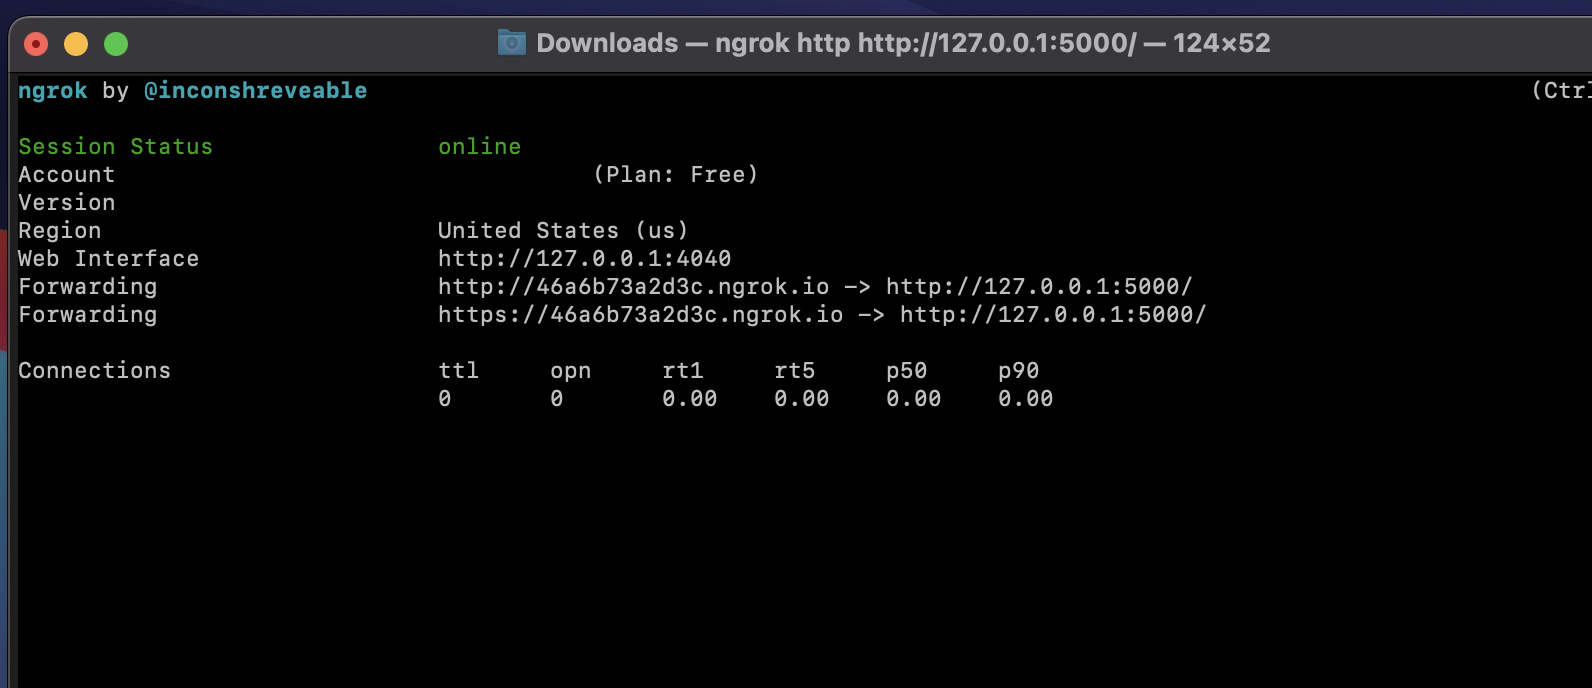 Downloads — ngrok http http://127.0.0.1:5000/ — 124×52
ngrok by @inconshreveable (Ctrl
Session Status online
Account (Plan: Free)
Version
Region United States (us)
Web Interface http://127.0.0.1:4040
Forwarding http://46a6b73a2d3c.ngrok.io -> http://127.0.0.1:5000/
Forwarding https://46a6b73a2d3c.ngrok.io -> http://127.0.0.1:5000/
Connections ttl opn rt1 rt5 p50 p90
0 0 0.00 0.00 0.00 0.00